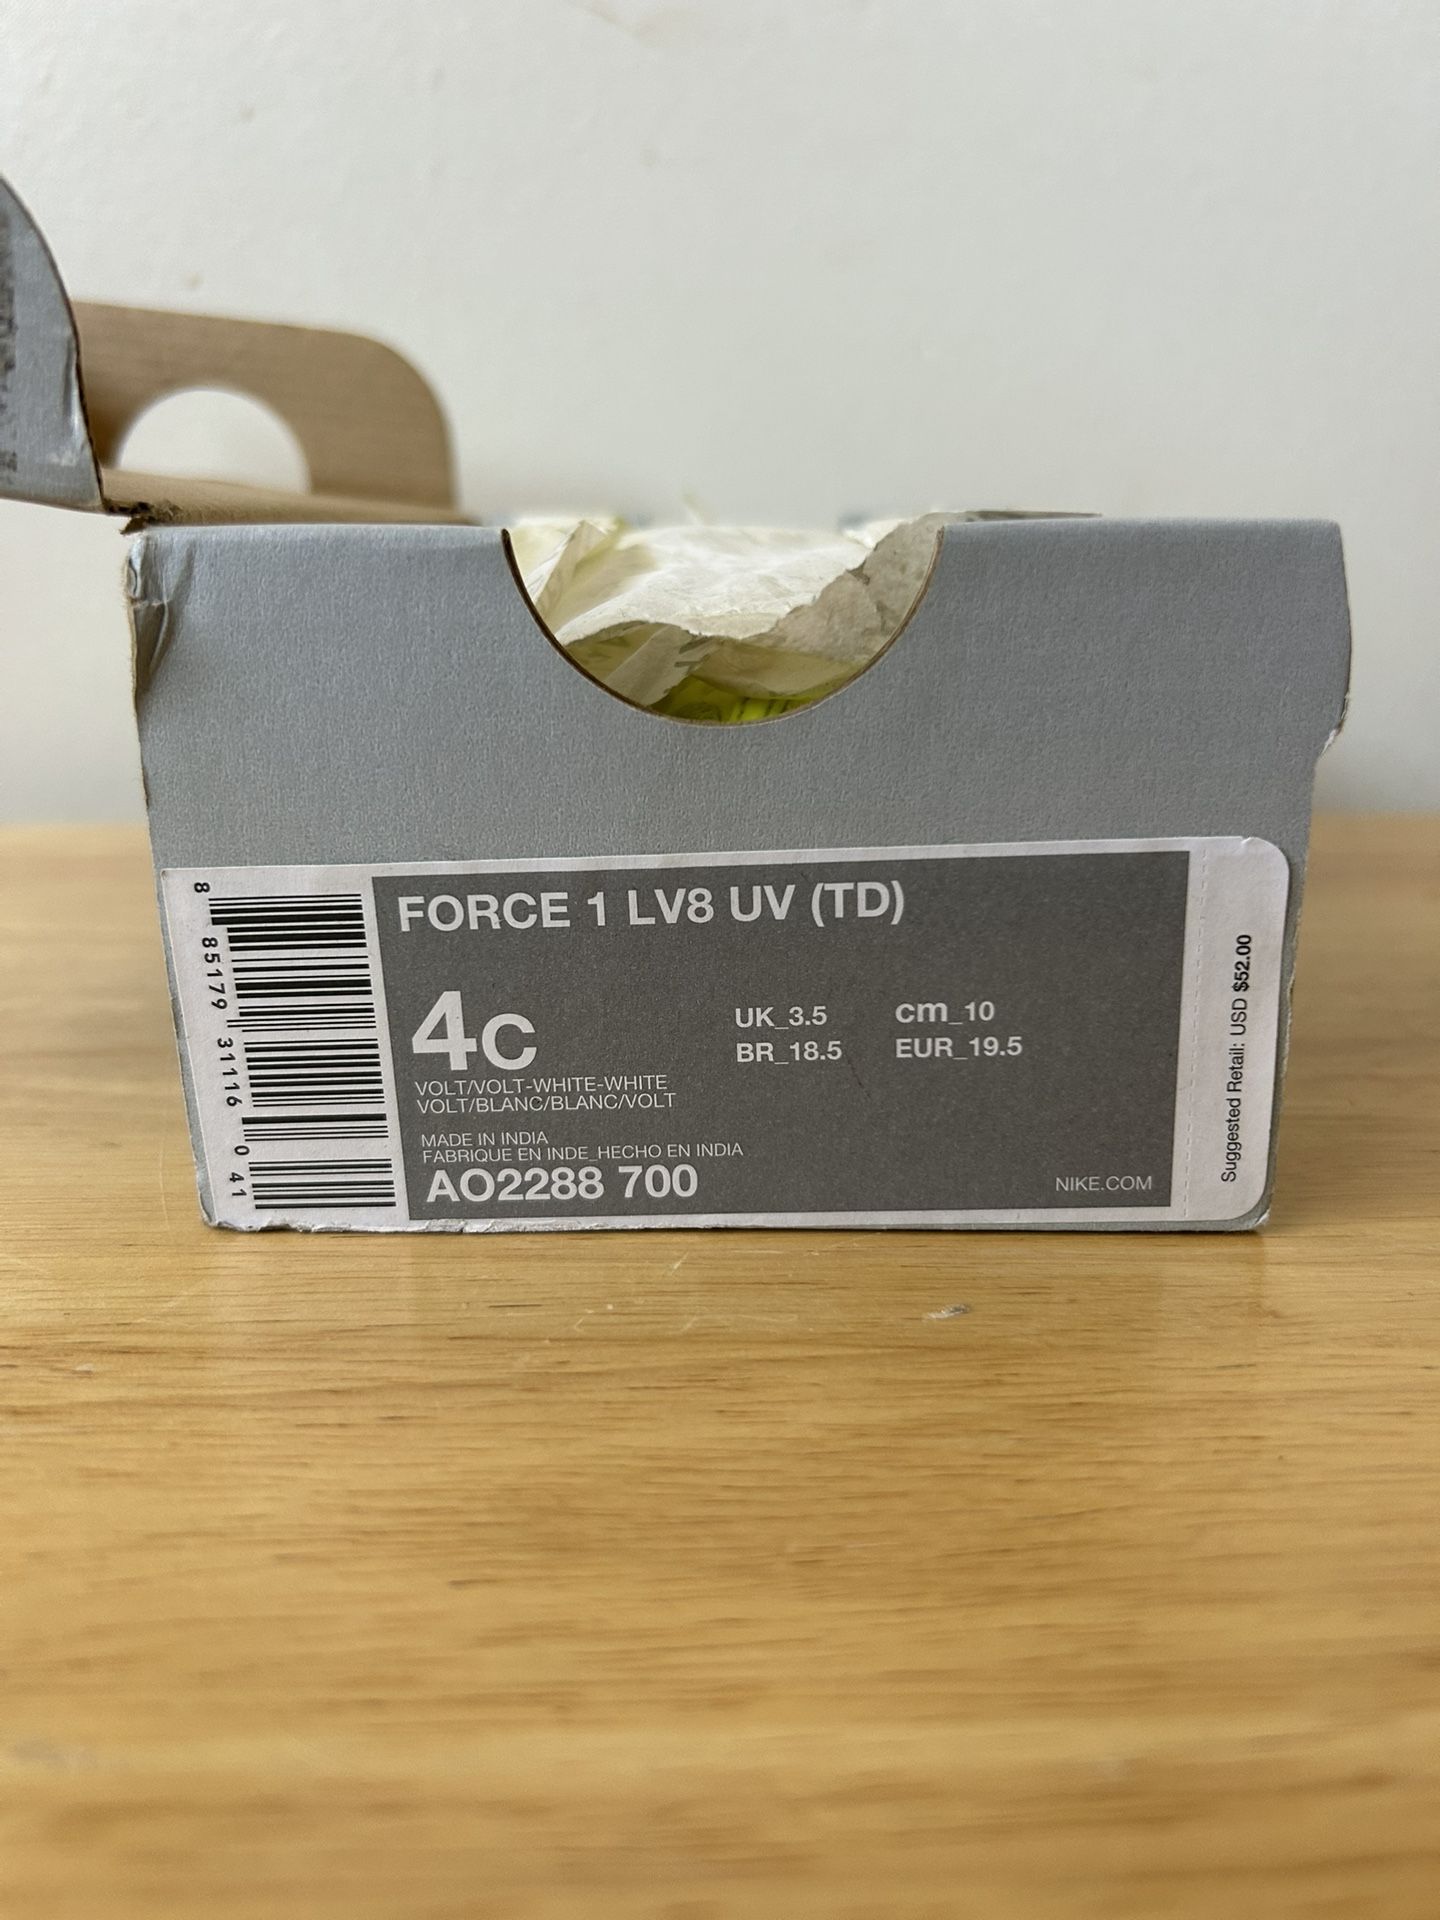 FORCE 1 LV8 UV (TD)
4C
UK_3.5
cm_10
BR_18.5
EUR_19.5
VOLT/VOLT-WHITE-WHITE
VOLT/BLANC/BLANC/VOLT
MADE IN INDIA
FABRIQUE EN INDE_HECHO EN INDIA
AO2288 700
NIKE.COM
8 85179 31116 0 41
Suggested Retail: USD $52.00